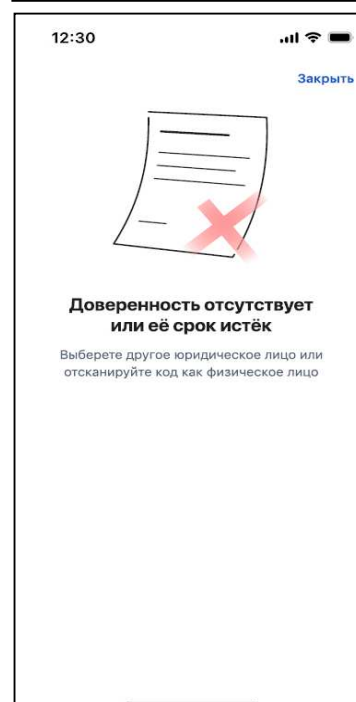 12:30
Закрыть
Доверенность отсутствует
или её срок истёк
Выберете другое юридическое лицо или
отсканируйте код как физическое лицо